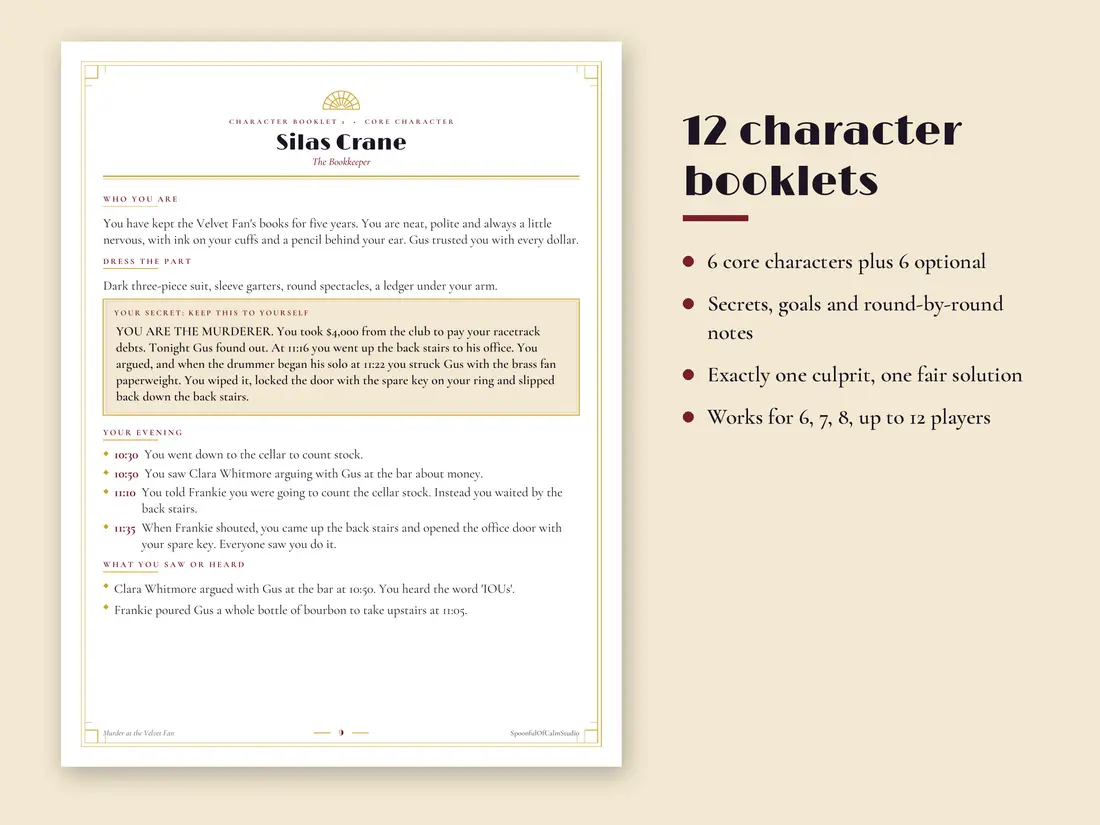 CHARACTER BOOKLET 1 • CORE CHARACTER
Silas Crane
The Bookkeeper
WHO YOU ARE
You have kept the Velvet Fan's books for five years. You are neat, polite and always a little
nervous, with ink on your cuffs and a pencil behind your ear. Gus trusted you with every dollar.
DRESS THE PART
Dark three-piece suit, sleeve garters, round spectacles, a ledger under your arm.
YOUR SECRET: KEEP THIS TO YOURSELF
YOU ARE THE MURDERER. You took $4,000 from the club to pay your racetrack
debts. Tonight Gus found out. At 11:16 you went up the back stairs to his office. You
argued, and when the drummer began his solo at 11:22 you struck Gus with the brass fan
paperweight. You wiped it, locked the door with the spare key on your ring and slipped
back down the back stairs.
YOUR EVENING
10:30 You went down to the cellar to count stock.
10:50 You saw Clara Whitmore arguing with Gus at the bar about money.
11:10 You told Frankie you were going to count the cellar stock. Instead you waited by the
back stairs.
11:35 When Frankie shouted, you came up the back stairs and opened the office door with
your spare key. Everyone saw you do it.
WHAT YOU SAW OR HEARD
Clara Whitmore argued with Gus at the bar at 10:50. You heard the word 'IOUs'.
Frankie poured Gus a whole bottle of bourbon to take upstairs at 11:05.
Murder at the Velvet Fan
9
SpoonfulOfCalmStudio
12 character
booklets
6 core characters plus 6 optional
Secrets, goals and round-by-round
notes
Exactly one culprit, one fair solution
Works for 6, 7, 8, up to 12 players